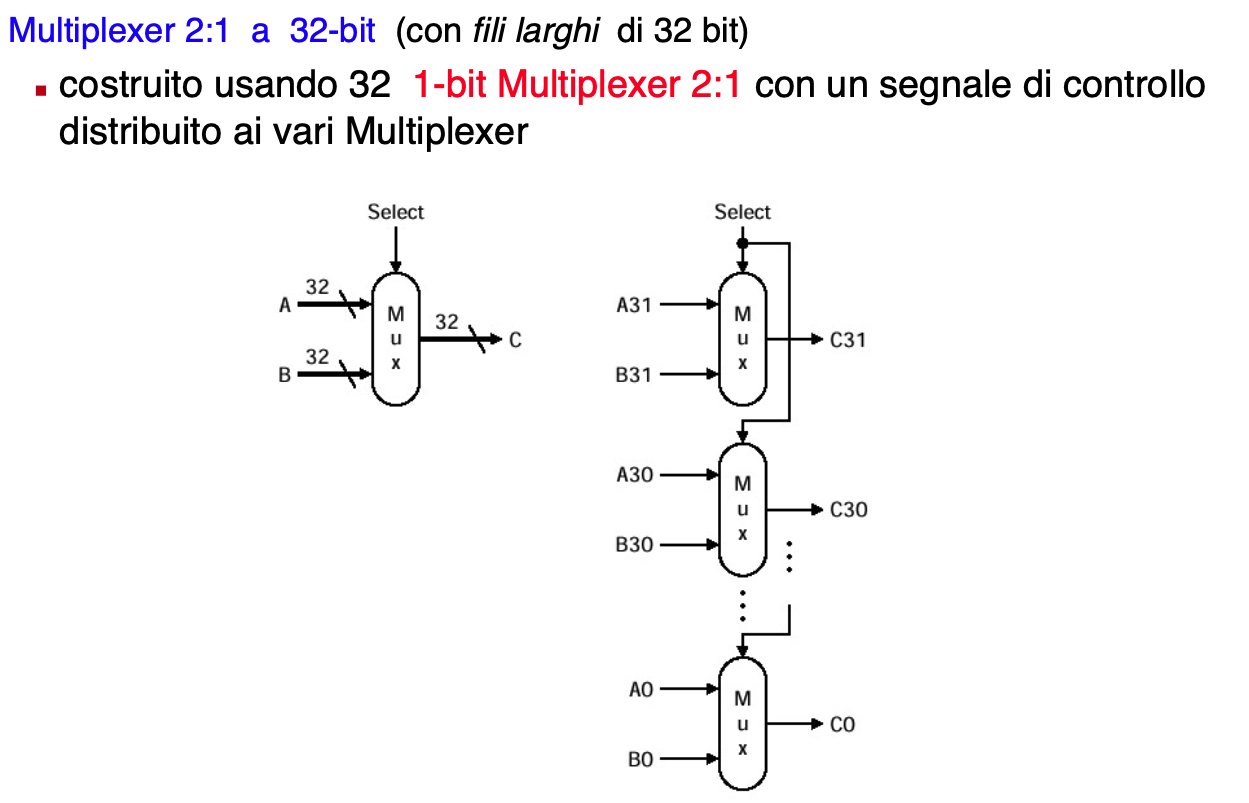 Multiplexer 2:1 a 32-bit (con fili larghi di 32 bit)
costruito usando 32 1-bit Multiplexer 2:1 con un segnale di controllo
distribuito ai vari Multiplexer
Select
A
32
B
32
M
u
x
32
C
Select
A31
B31
M
u
x
C31
A30
B30
M
u
x
C30
A0
B0
M
u
x
C0